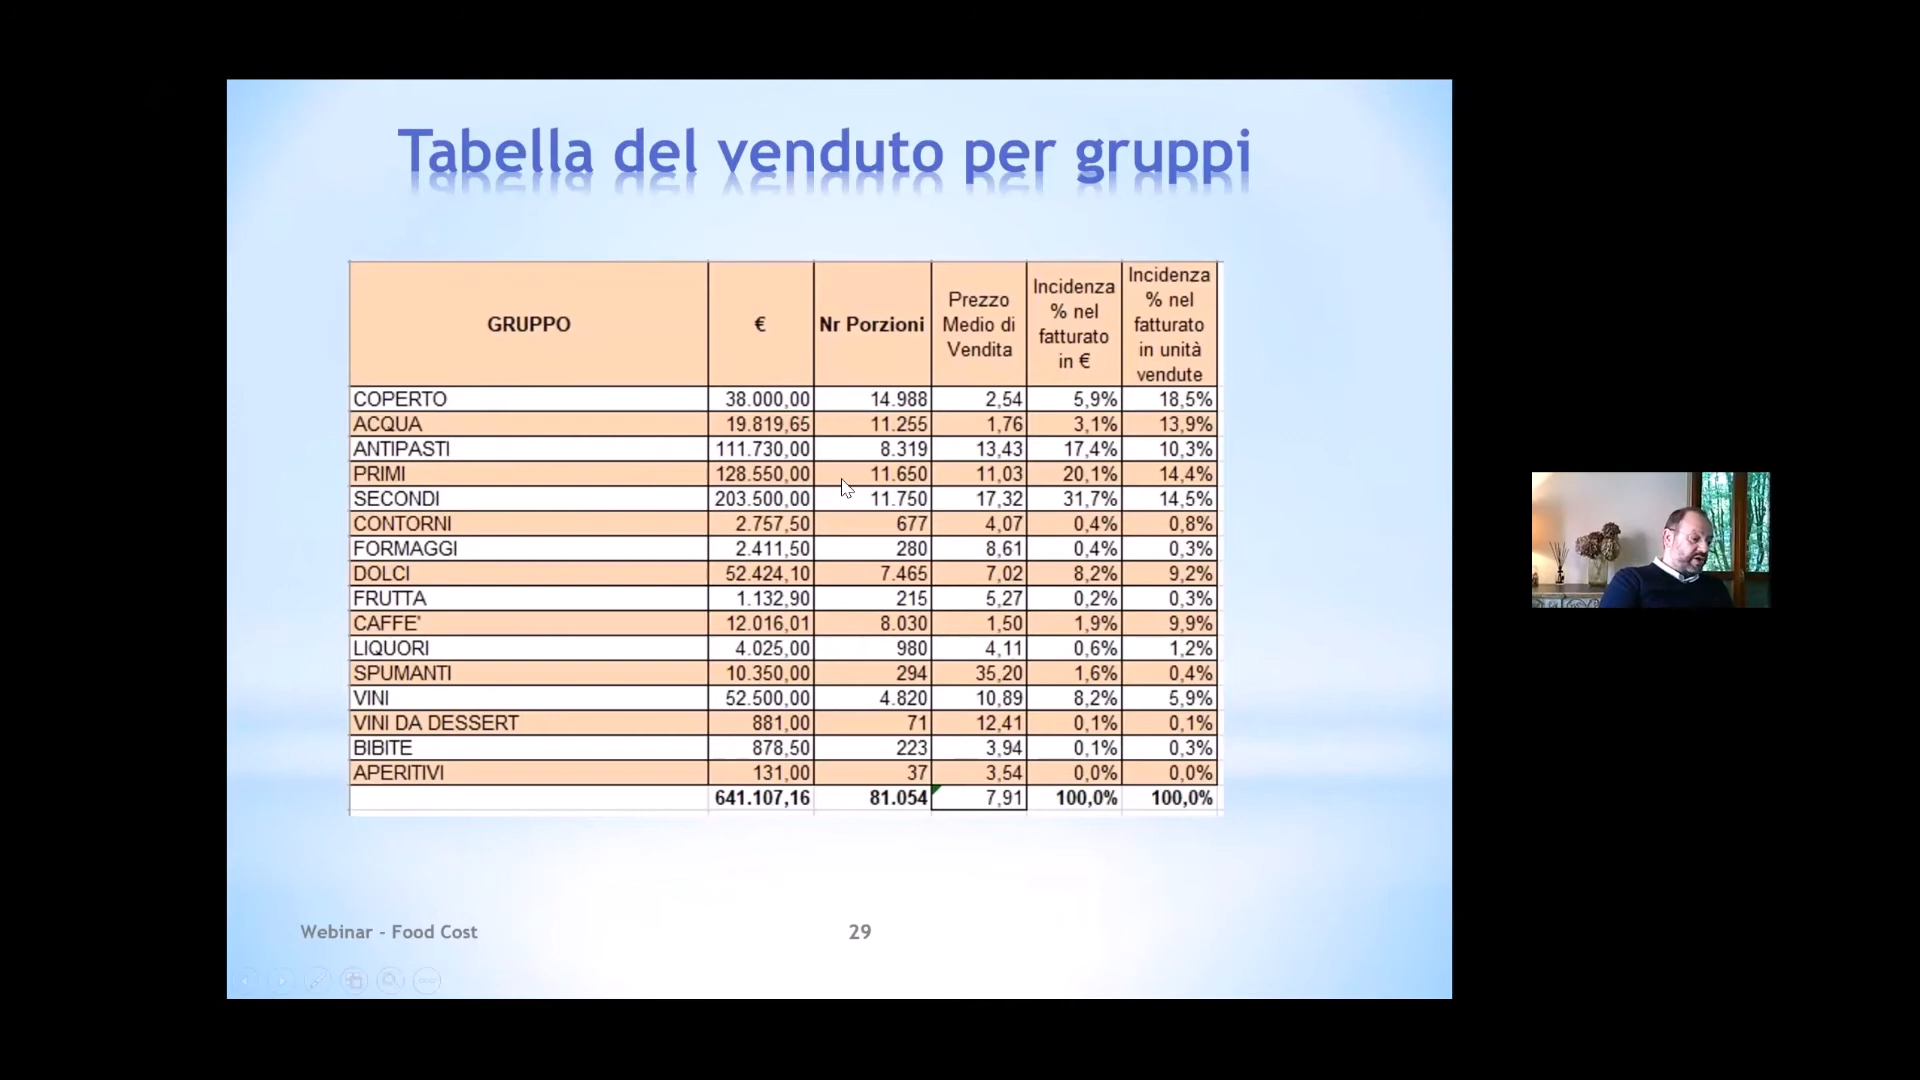 Tabella del venduto per gruppi
GRUPPO € Nr Porzioni Prezzo Medio di Vendita Incidenza % nel fatturato in € Incidenza % nel fatturato in unità vendute
COPERTO 38.000,00 14.988 2,54 5,9% 18,5%
ACQUA 19.819,65 11.255 1,76 3,1% 13,9%
ANTIPASTI 111.730,00 8.319 13,43 17,4% 10,3%
PRIMI 128.550,00 11.650 11,03 20,1% 14,4%
SECONDI 203.500,00 11.750 17,32 31,7% 14,5%
CONTORNI 2.757,50 677 4,07 0,4% 0,8%
FORMAGGI 2.411,50 280 8,61 0,4% 0,3%
DOLCI 52.424,10 7.465 7,02 8,2% 9,2%
FRUTTA 1.132,90 215 5,27 0,2% 0,3%
CAFFE' 12.016,01 8.030 1,50 1,9% 9,9%
LIQUORI 4.025,00 980 4,11 0,6% 1,2%
SPUMANTI 10.350,00 294 35,20 1,6% 0,4%
VINI 52.500,00 4.820 10,89 8,2% 5,9%
VINI DA DESSERT 881,00 71 12,41 0,1% 0,1%
BIBITE 878,50 223 3,94 0,1% 0,3%
APERITIVI 131,00 37 3,54 0,0% 0,0%
641.107,16 81.054 7,91 100,0% 100,0%
Webinar - Food Cost 29